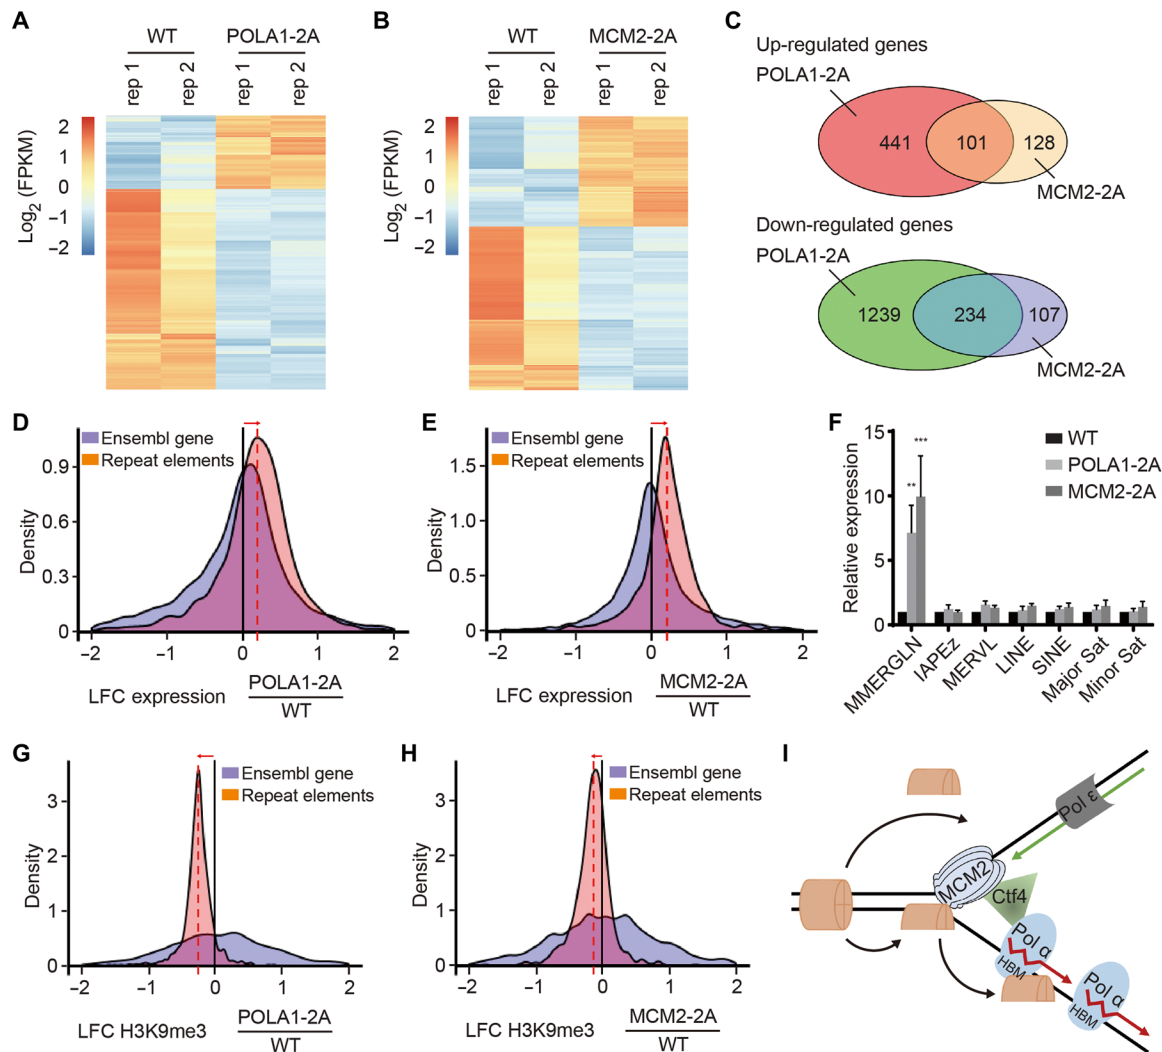 A
WT POLA1-2A
rep 1 rep 2 rep 1 rep 2
Log2 (FPKM)
2
1
0
−1
−2
B
WT MCM2-2A
rep 1 rep 2 rep 1 rep 2
Log2 (FPKM)
2
1
0
−1
−2
C
Up-regulated genes
POLA1-2A
441 101 128
MCM2-2A
Down-regulated genes
POLA1-2A
1239 234 107
MCM2-2A
D
Ensembl gene
Repeat elements
Density
0.9
0.6
0.3
0
−2 −1 0 1 2
LFC expression POLA1-2A
WT
E
Ensembl gene
Repeat elements
Density
1.5
1.0
0.5
0
−2 −1 0 1 2
LFC expression MCM2-2A
WT
F
WT
POLA1-2A
MCM2-2A
Relative expression
15
10
5
0
** ***
MMERGLN IAPEz MERVL LINE SINE Major Sat Minor Sat
G
Ensembl gene
Repeat elements
Density
3
2
1
0
−2 −1 0 1 2
LFC H3K9me3 POLA1-2A
WT
H
Ensembl gene
Repeat elements
Density
3
2
1
0
−2 −1 0 1 2
LFC H3K9me3 MCM2-2A
WT
I
Pol ε
MCM2
Ctf4
Pol α
HBM
Pol α
HBM